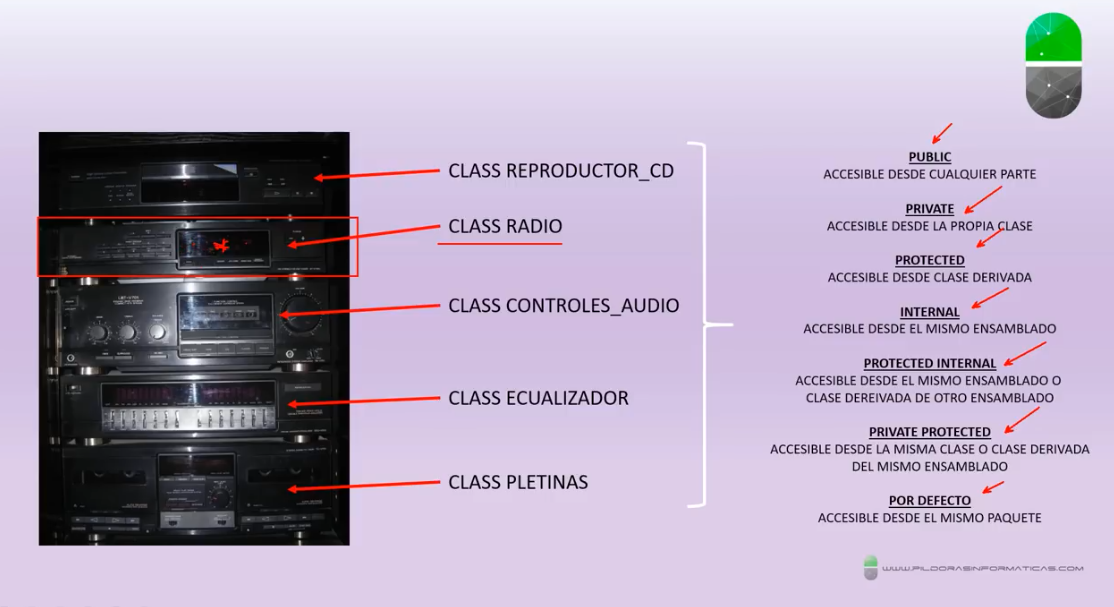 CLASS REPRODUCTOR_CD
CLASS RADIO
CLASS CONTROLES_AUDIO
CLASS ECUALIZADOR
CLASS PLETINAS
PUBLIC
ACCESIBLE DESDE CUALQUIER PARTE
PRIVATE
ACCESIBLE DESDE LA PROPIA CLASE
PROTECTED
ACCESIBLE DESDE CLASE DERIVADA
INTERNAL
ACCESIBLE DESDE EL MISMO ENSAMBLADO
PROTECTED INTERNAL
ACCESIBLE DESDE EL MISMO ENSAMBLADO O
CLASE DEREIVADA DE OTRO ENSAMBLADO
PRIVATE PROTECTED
ACCESIBLE DESDE LA MISMA CLASE O CLASE DERIVADA
DEL MISMO ENSAMBLADO
POR DEFECTO
ACCESIBLE DESDE EL MISMO PAQUETE
WWW.PILDORASINFORMATICAS.COM